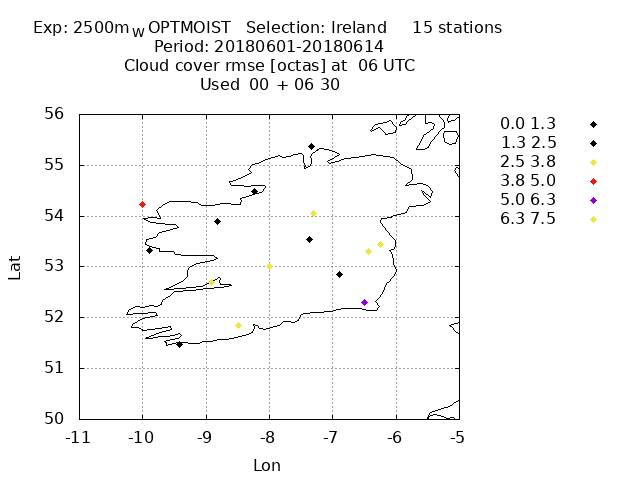 Exp: 2500m_W OPTMOIST Selection: Ireland 15 stations
Period: 20180601-20180614
Cloud cover rmse [octas] at 06 UTC
Used 00 + 06 30
0.0 1.3
1.3 2.5
2.5 3.8
3.8 5.0
5.0 6.3
6.3 7.5
56
55
54
53
52
51
50
Lat
-11 -10 -9 -8 -7 -6 -5
Lon